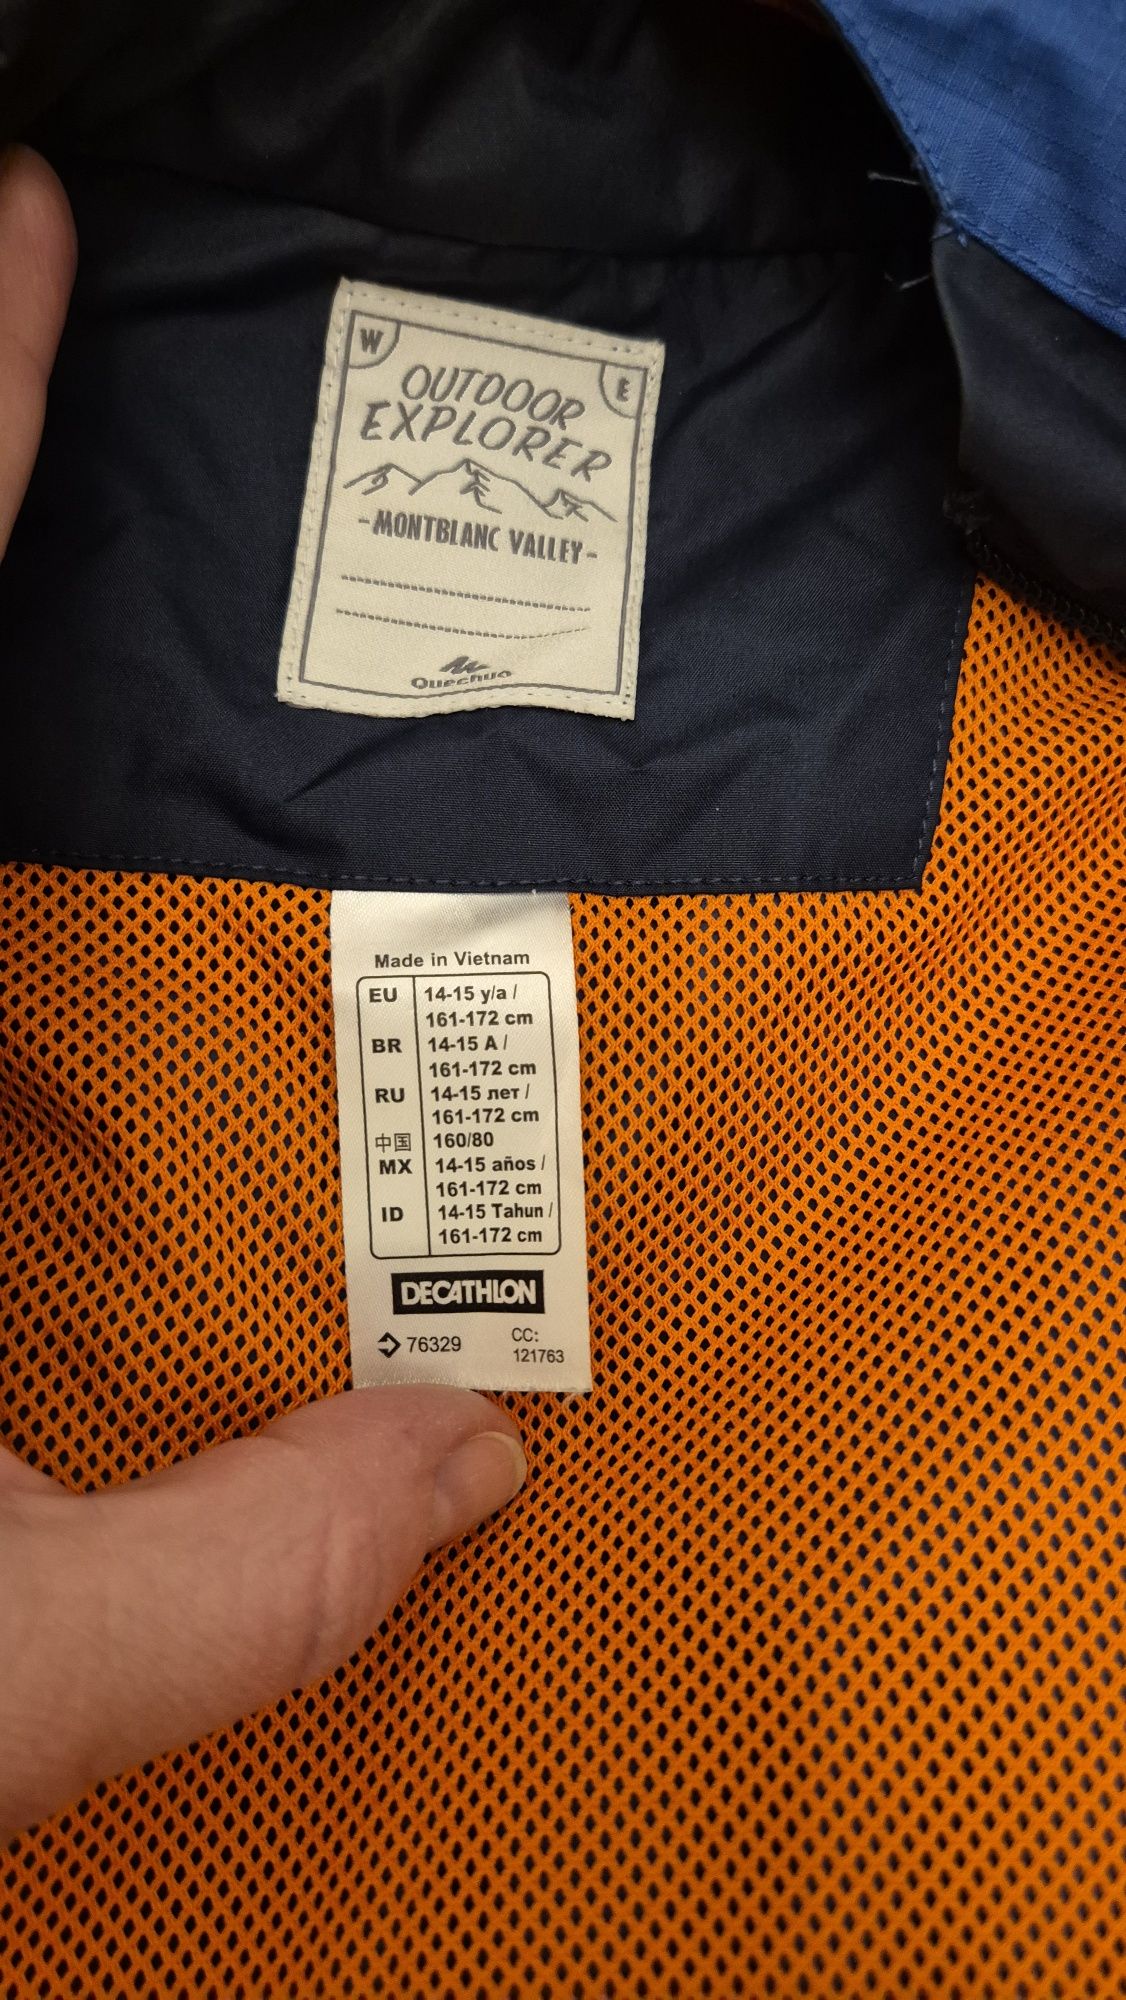 W
E
OUTDOOR
EXPLORER
-MONTBLANC VALLEY-
Quechua
Made in Vietnam
EU 14-15 y/a /
161-172 cm
BR 14-15 A /
161-172 cm
RU 14-15 лет /
161-172 cm
中国 160/80
MX 14-15 años /
161-172 cm
ID 14-15 Tahun /
161-172 cm
DECATHLON
76329 CC:
121763